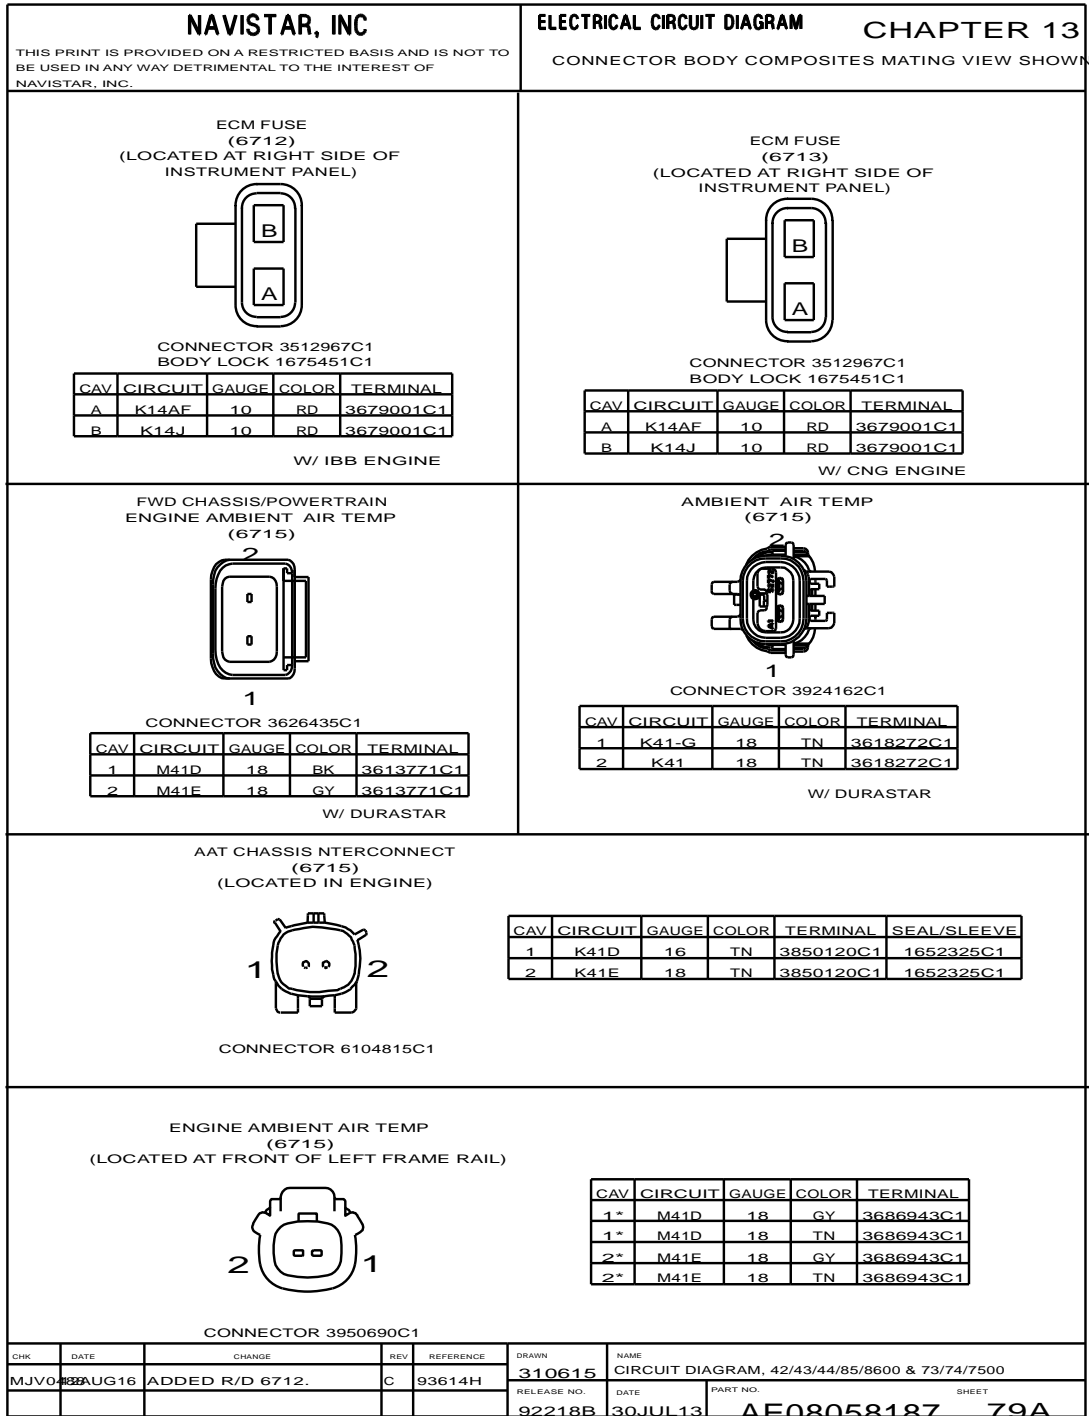 NAVISTAR, INC
THIS PRINT IS PROVIDED ON A RESTRICTED BASIS AND IS NOT TO
BE USED IN ANY WAY DETRIMENTAL TO THE INTEREST OF
NAVISTAR, INC.
ELECTRICAL CIRCUIT DIAGRAM
CHAPTER 13
CONNECTOR BODY COMPOSITES MATING VIEW SHOWN
ECM FUSE
(6712)
(LOCATED AT RIGHT SIDE OF
INSTRUMENT PANEL)
B
A
CONNECTOR 3512967C1
BODY LOCK 1675451C1
CAV CIRCUIT GAUGE COLOR TERMINAL
A K14AF 10 RD 3679001C1
B K14J 10 RD 3679001C1
W/ IBB ENGINE
ECM FUSE
(6713)
(LOCATED AT RIGHT SIDE OF
INSTRUMENT PANEL)
B
A
CONNECTOR 3512967C1
BODY LOCK 1675451C1
CAV CIRCUIT GAUGE COLOR TERMINAL
A K14AF 10 RD 3679001C1
B K14J 10 RD 3679001C1
W/ CNG ENGINE
FWD CHASSIS/POWERTRAIN
ENGINE AMBIENT AIR TEMP
(6715)
2
1
CONNECTOR 3626435C1
CAV CIRCUIT GAUGE COLOR TERMINAL
1 M41D 18 BK 3613771C1
2 M41E 18 GY 3613771C1
W/ DURASTAR
AMBIENT AIR TEMP
(6715)
2
1
CONNECTOR 3924162C1
CAV CIRCUIT GAUGE COLOR TERMINAL
1 K41-G 18 TN 3618272C1
2 K41 18 TN 3618272C1
W/ DURASTAR
AAT CHASSIS NTERCONNECT
(6715)
(LOCATED IN ENGINE)
1 2
CONNECTOR 6104815C1
CAV CIRCUIT GAUGE COLOR TERMINAL SEAL/SLEEVE
1 K41D 16 TN 3850120C1 1652325C1
2 K41E 18 TN 3850120C1 1652325C1
ENGINE AMBIENT AIR TEMP
(6715)
(LOCATED AT FRONT OF LEFT FRAME RAIL)
2 1
CONNECTOR 3950690C1
CAV CIRCUIT GAUGE COLOR TERMINAL
1* M41D 18 GY 3686943C1
1* M41D 18 TN 3686943C1
2* M41E 18 GY 3686943C1
2* M41E 18 TN 3686943C1
CHK DATE CHANGE REV REFERENCE
ADDED R/D 6712. C 93614H
DRAWN NAME
310615 CIRCUIT DIAGRAM, 42/43/44/85/8600 & 73/74/7500
RELEASE NO. DATE PART NO. SHEET
92218B 30JUL13 AE08058187 79A